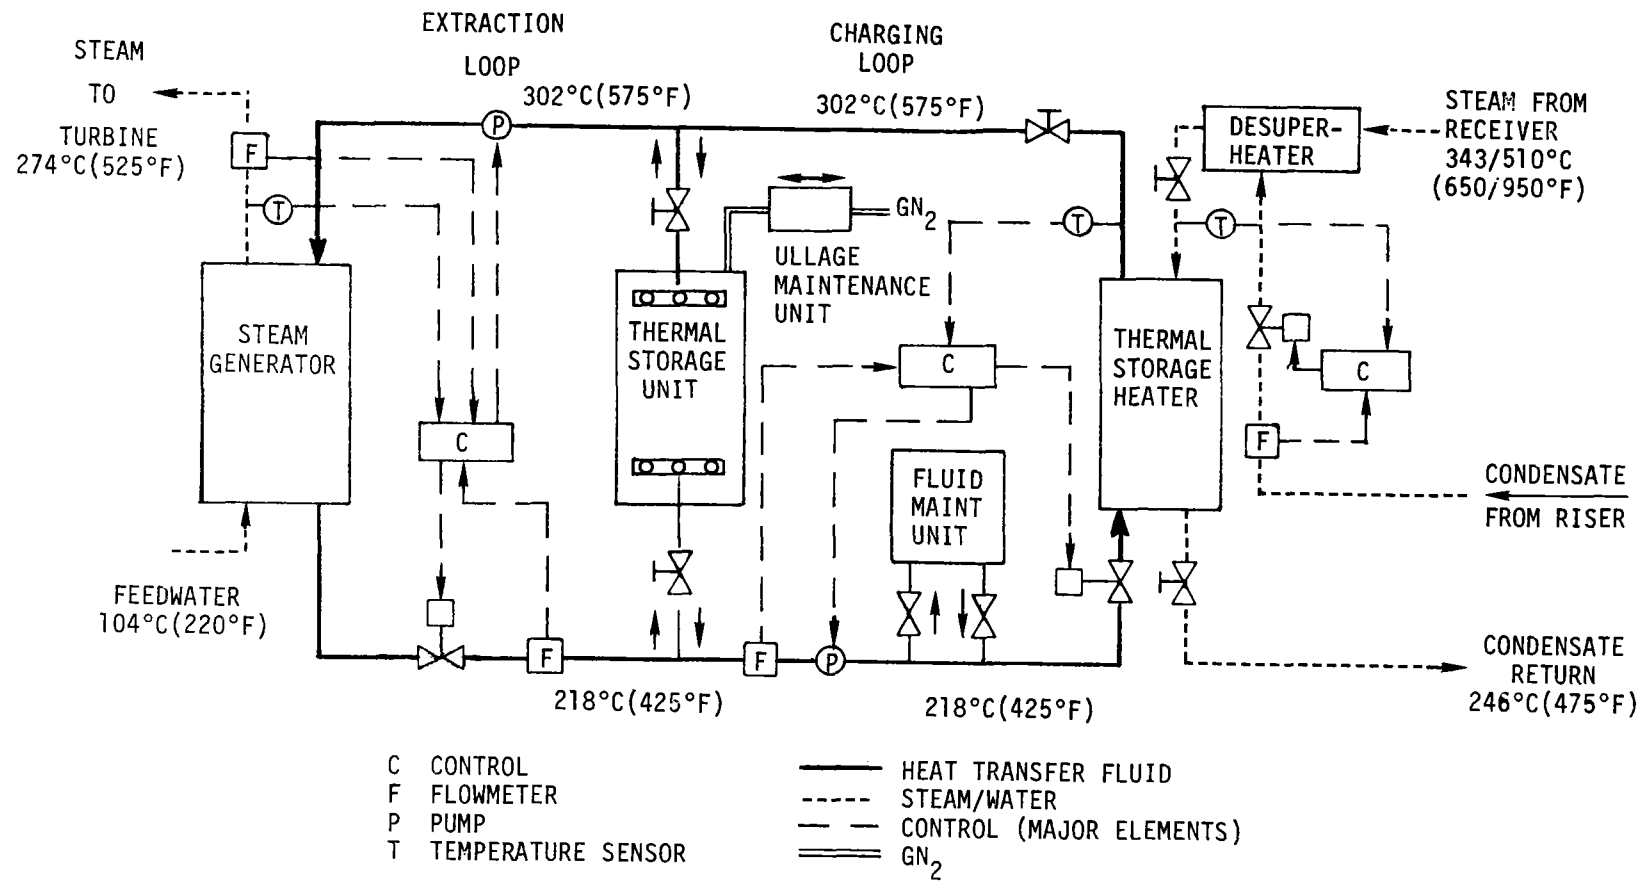 EXTRACTION
LOOP
302°C(575°F)
CHARGING
LOOP
302°C(575°F)
STEAM
TO
TURBINE
274°C(525°F)
F
T
P
STEAM FROM
RECEIVER
343/510°C
(650/950°F)
DESUPER-
HEATER
T
T
GN2
ULLAGE
MAINTENANCE
UNIT
STEAM
GENERATOR
THERMAL
STORAGE
UNIT
C
THERMAL
STORAGE
HEATER
C
C
F
FLUID
MAINT
UNIT
CONDENSATE
FROM RISER
FEEDWATER
104°C(220°F)
F
F
P
218°C(425°F)
218°C(425°F)
CONDENSATE
RETURN
246°C(475°F)
C CONTROL
F FLOWMETER
P PUMP
T TEMPERATURE SENSOR
HEAT TRANSFER FLUID
STEAM/WATER
CONTROL (MAJOR ELEMENTS)
GN2